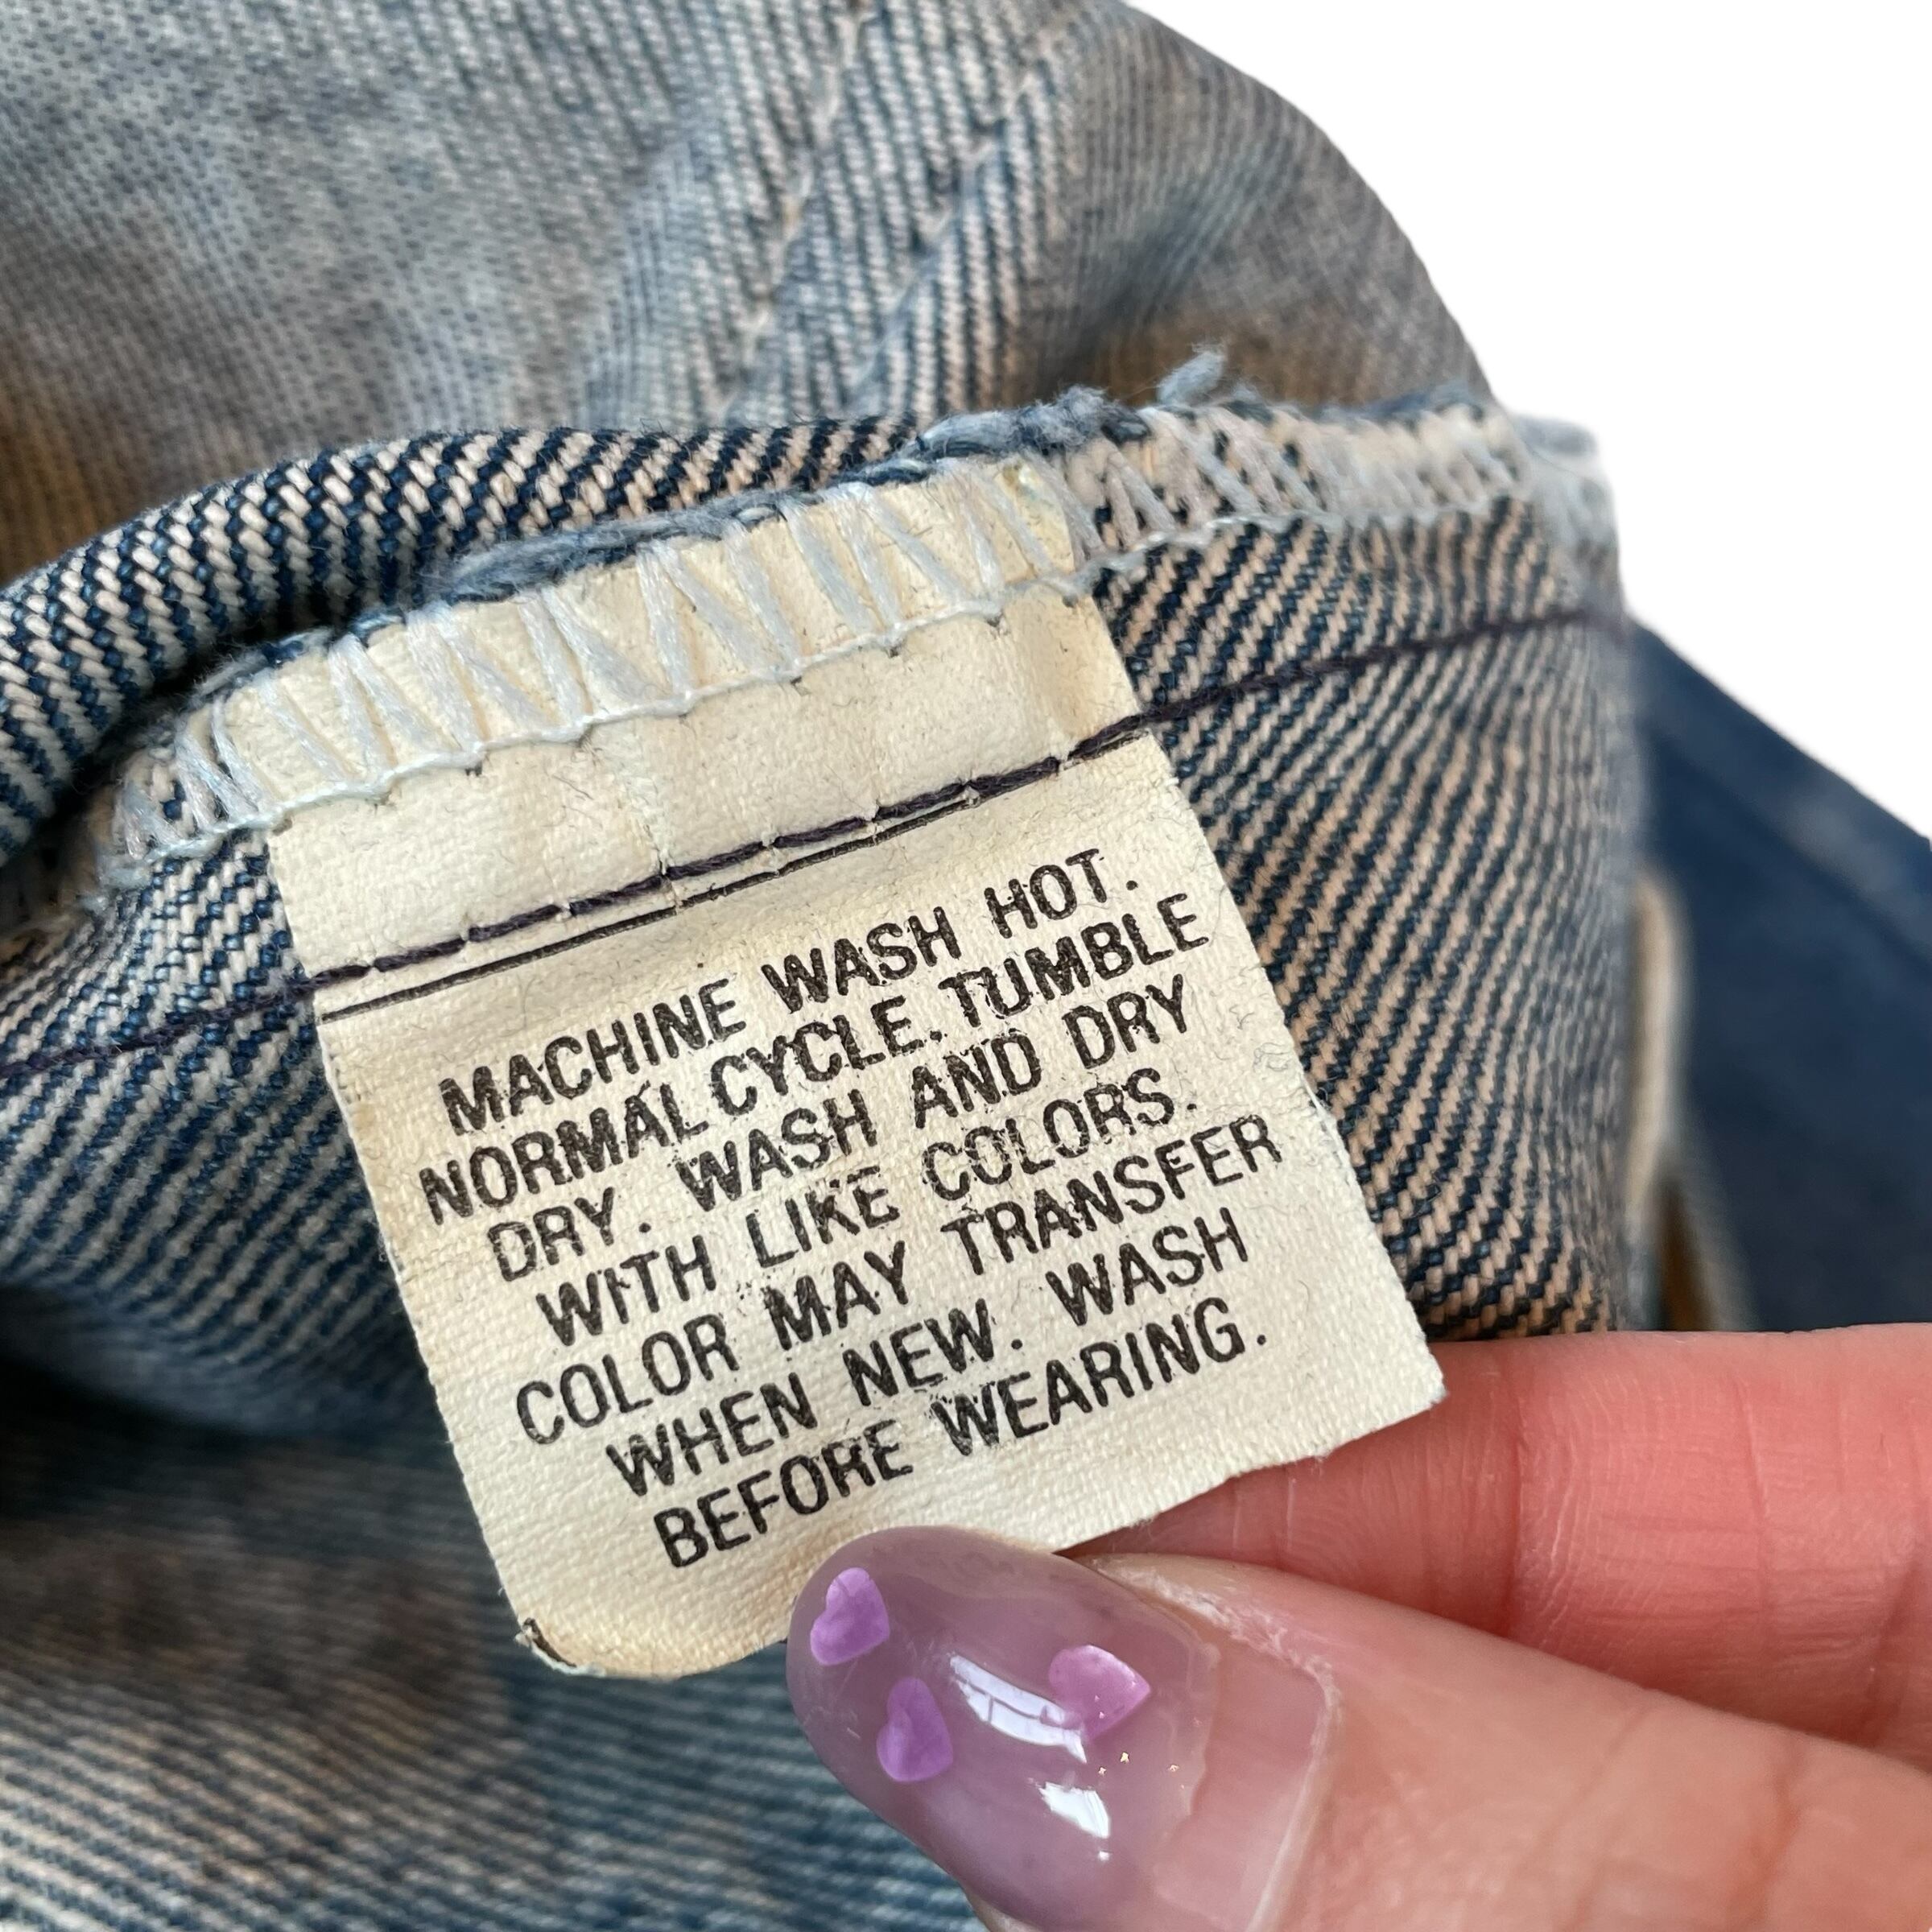 MACHINE WASH HOT.
NORMAL CYCLE. TUMBLE
DRY. WASH AND DRY
WITH LIKE COLORS.
COLOR MAY TRANSFER
WHEN NEW. WASH
BEFORE WEARING.